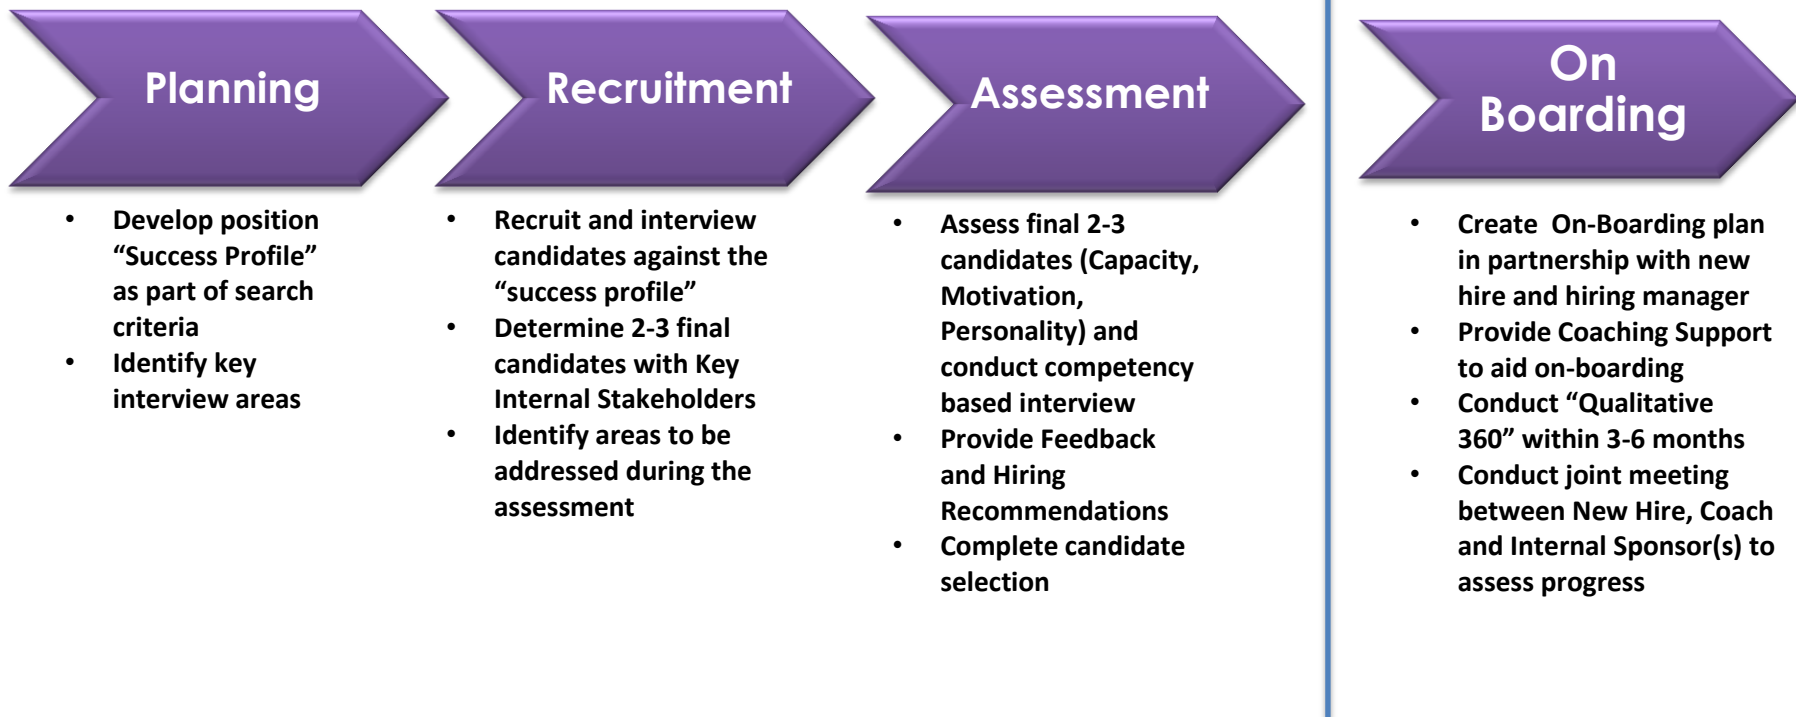 Planning
• Develop position
“Success Profile”
as part of search
criteria
• Identify key
interview areas
Recruitment
• Recruit and interview
candidates against the
“success profile”
• Determine 2-3 final
candidates with Key
Internal Stakeholders
• Identify areas to be
addressed during the
assessment
Assessment
• Assess final 2-3
candidates (Capacity,
Motivation,
Personality) and
conduct competency
based interview
• Provide Feedback
and Hiring
Recommendations
• Complete candidate
selection
On
Boarding
• Create  On-Boarding plan
in partnership with new
hire and hiring manager
• Provide Coaching Support
to aid on-boarding
• Conduct “Qualitative
360” within 3-6 months
• Conduct joint meeting
between New Hire, Coach
and Internal Sponsor(s) to
assess progress